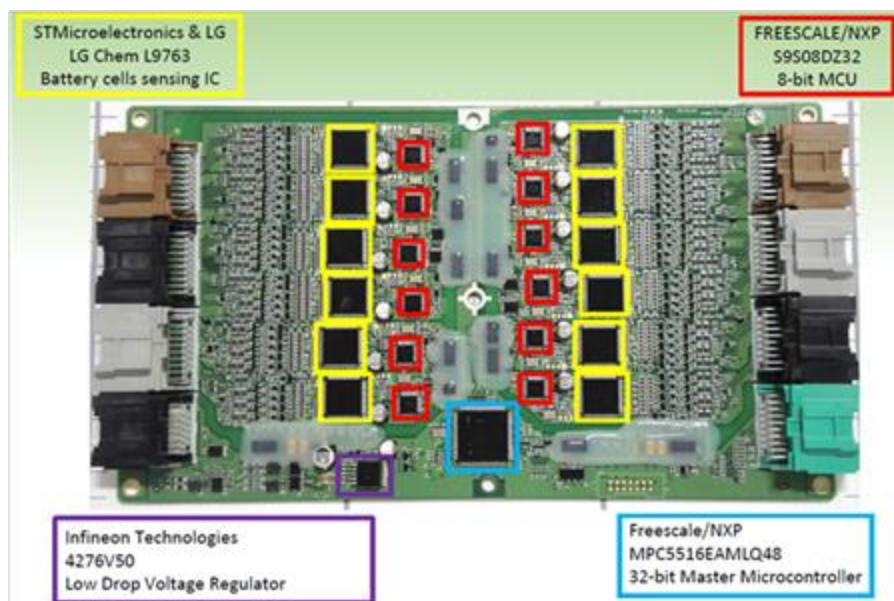 STMicroelectronics & LG
LG Chem L9763
Battery cells sensing IC
FREESCALE/NXP
S9S08DZ32
8-bit MCU
Infineon Technologies
4276V50
Low Drop Voltage Regulator
Freescale/NXP
MPC5516EAMLQ48
32-bit Master Microcontroller